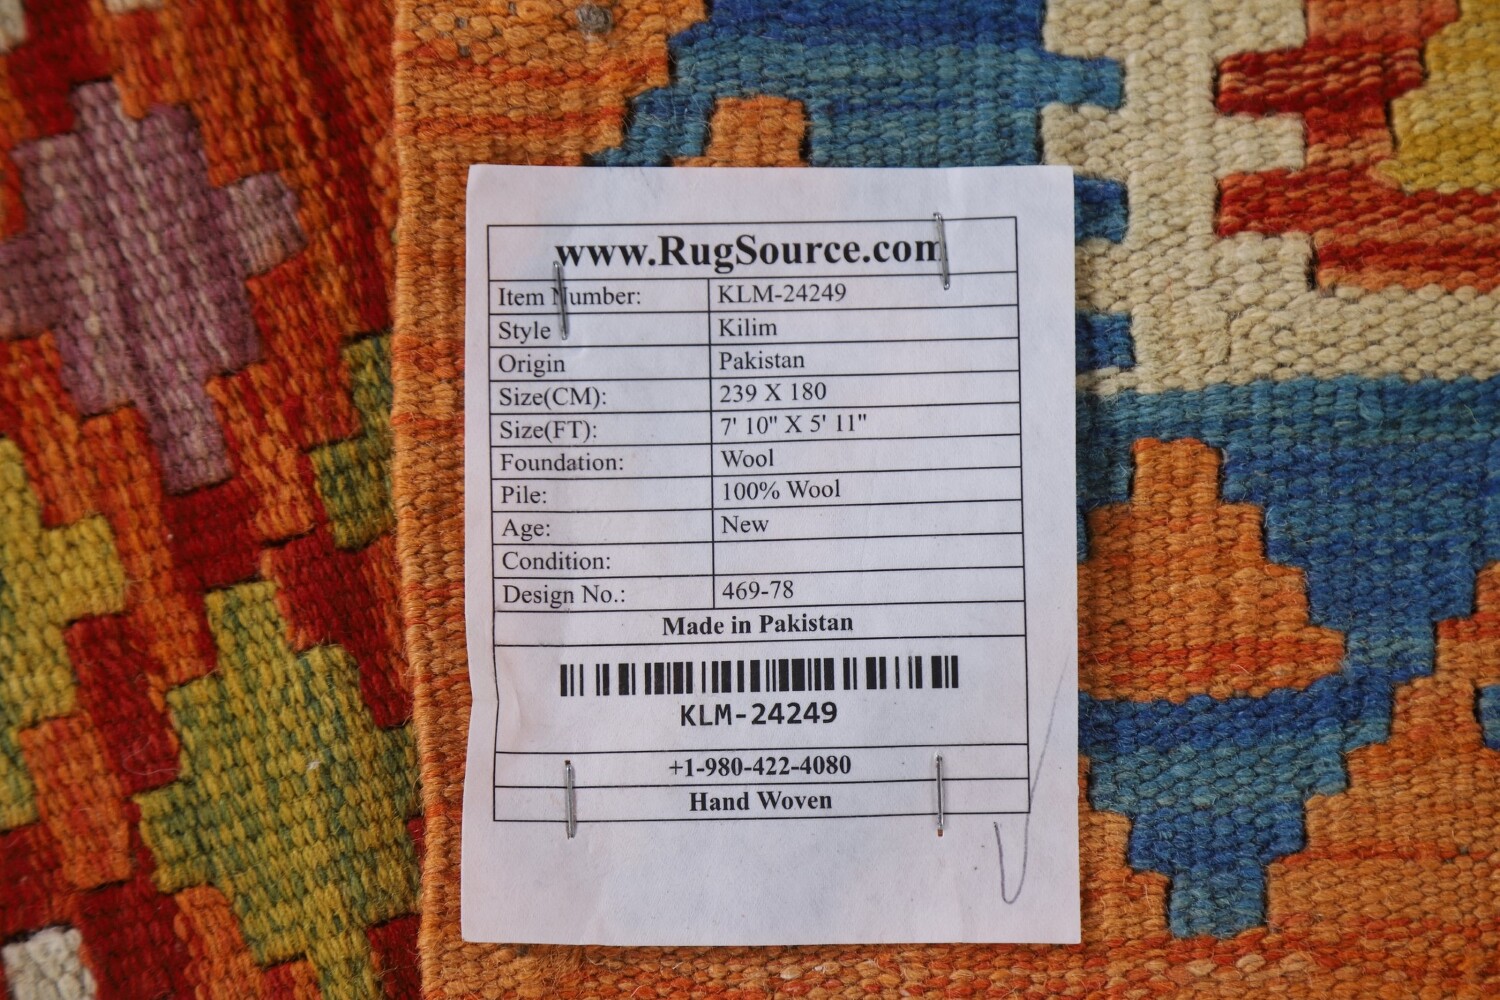 www.RugSource.com
Item Number: KLM-24249
Style Kilim
Origin Pakistan
Size(CM): 239 X 180
Size(FT): 7' 10" X 5' 11"
Foundation: Wool
Pile: 100% Wool
Age: New
Condition:
Design No.: 469-78
Made in Pakistan
KLM-24249
+1-980-422-4080
Hand Woven